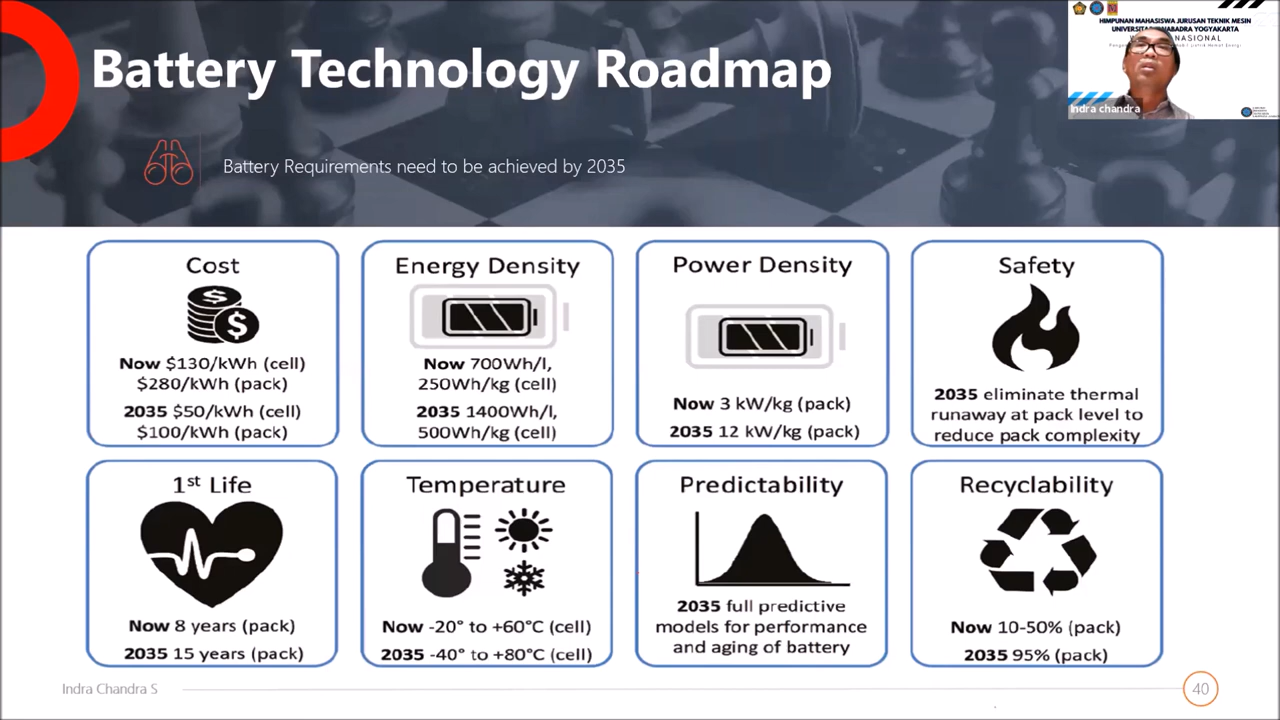 Battery Technology Roadmap
Battery Requirements need to be achieved by 2035
HIMPUNAN MAHASISWA JURUSAN TEKNIK MESIN
NASIONAL
Indra chandra
Cost
Now $130/kWh (cell)
$280/kWh (pack)
2035 $50/kWh (cell)
$100/kWh (pack)
Energy Density
Now 700Wh/l,
250Wh/kg (cell)
2035 1400Wh/l,
500Wh/kg (cell)
Power Density
Now 3 kW/kg (pack)
2035 12 kW/kg (pack)
Safety
2035 eliminate thermal
runaway at pack level to
reduce pack complexity
1st Life
Now 8 years (pack)
2035 15 years (pack)
Temperature
Now -20° to +60°C (cell)
2035 -40° to +80°C (cell)
Predictability
2035 full predictive
models for performance
and aging of battery
Recyclability
Now 10-50% (pack)
2035 95% (pack)
Indra Chandra S
40